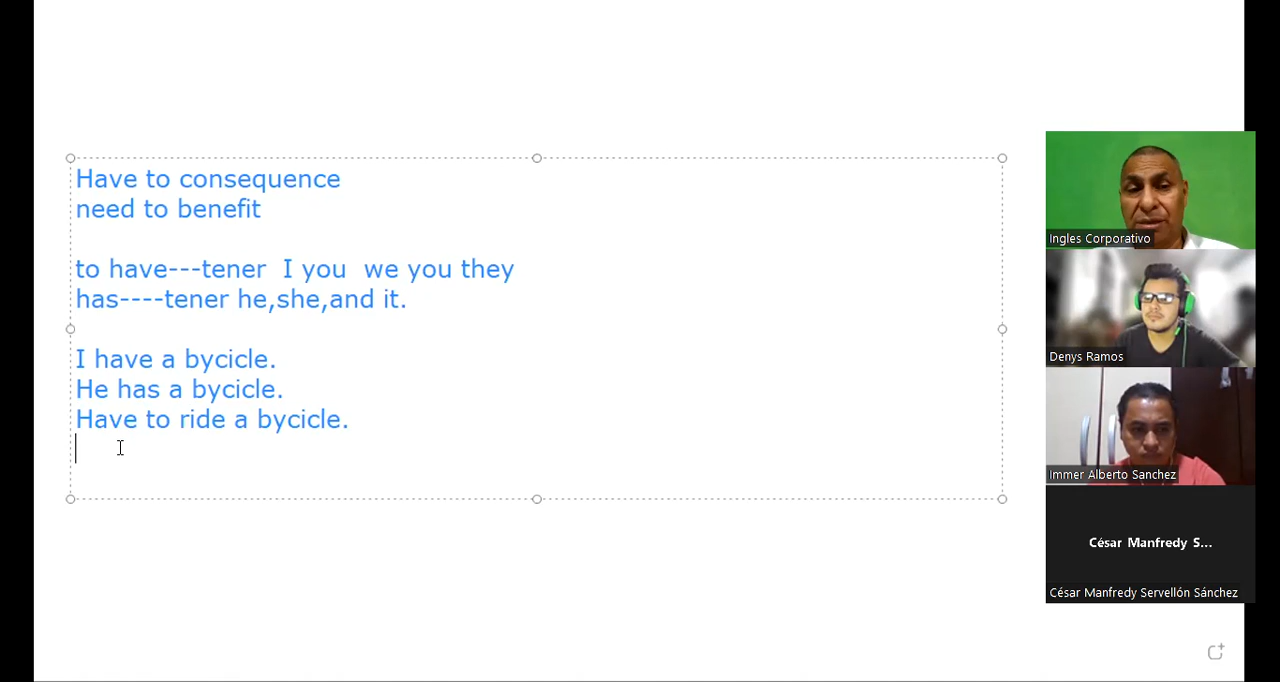 Have to consequence
need to benefit
to have---tener  I you  we you they
has----tener he,she,and it.
I have a bycicle.
He has a bycicle.
Have to ride a bycicle.
Ingles Corporativo
Denys Ramos
Immer Alberto Sanchez
César Manfredy S...
César Manfredy Servellón Sánchez